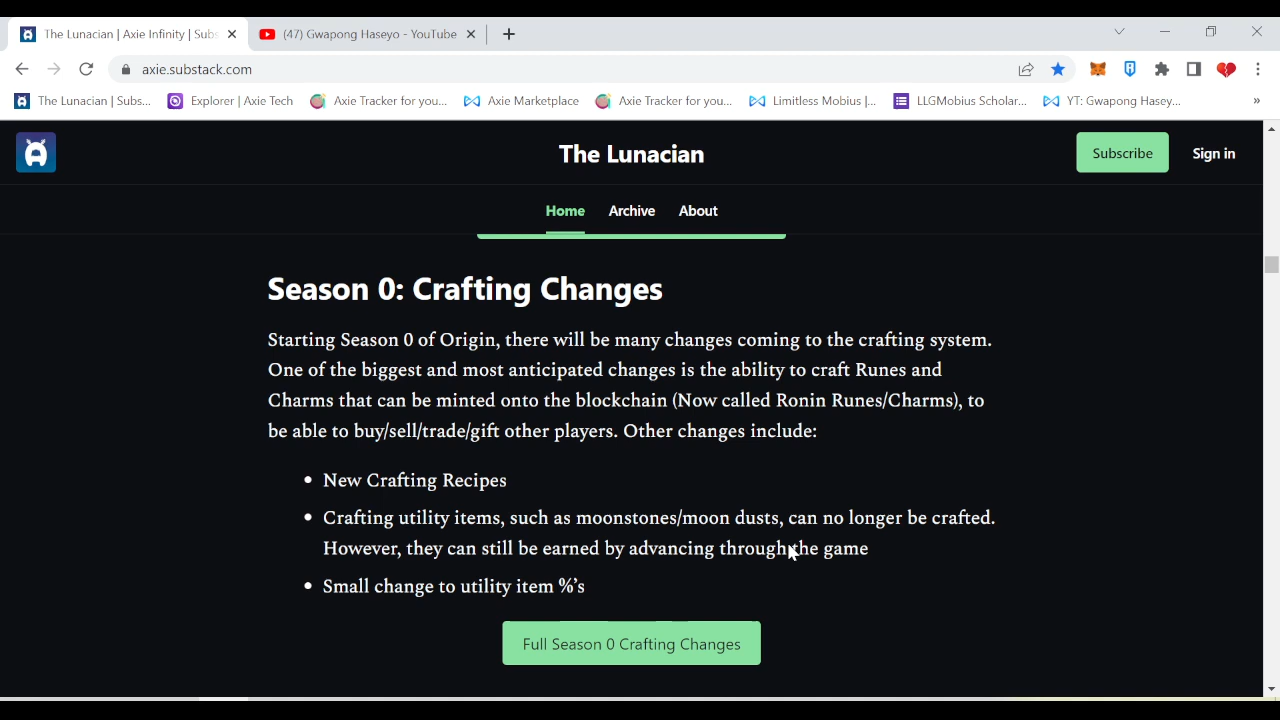 The Lunacian | Axie Infinity | Subs
(47) Gwapong Haseyo - YouTube
axie.substack.com
The Lunacian | Subs...
Explorer | Axie Tech
Axie Tracker for you...
Axie Marketplace
Axie Tracker for you...
Limitless Mobius |...
LLGMobius Scholar...
YT: Gwapong Hasey...
»
The Lunacian
Subscribe
Sign in
Home
Archive
About
Season 0: Crafting Changes
Starting Season 0 of Origin, there will be many changes coming to the crafting system.
One of the biggest and most anticipated changes is the ability to craft Runes and
Charms that can be minted onto the blockchain (Now called Ronin Runes/Charms), to
be able to buy/sell/trade/gift other players. Other changes include:
• New Crafting Recipes
• Crafting utility items, such as moonstones/moon dusts, can no longer be crafted.
However, they can still be earned by advancing through the game
• Small change to utility item %'s
Full Season 0 Crafting Changes